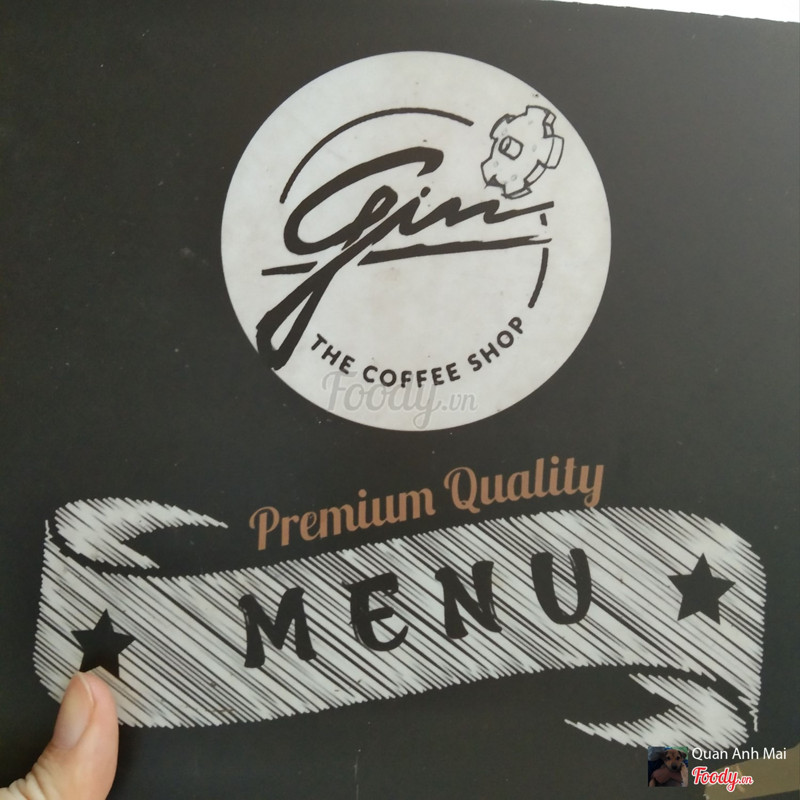 gin
THE COFFEE SHOP
Foody.vn
Premium Quality
MENU
Quan Anh Mai
Foody.vn